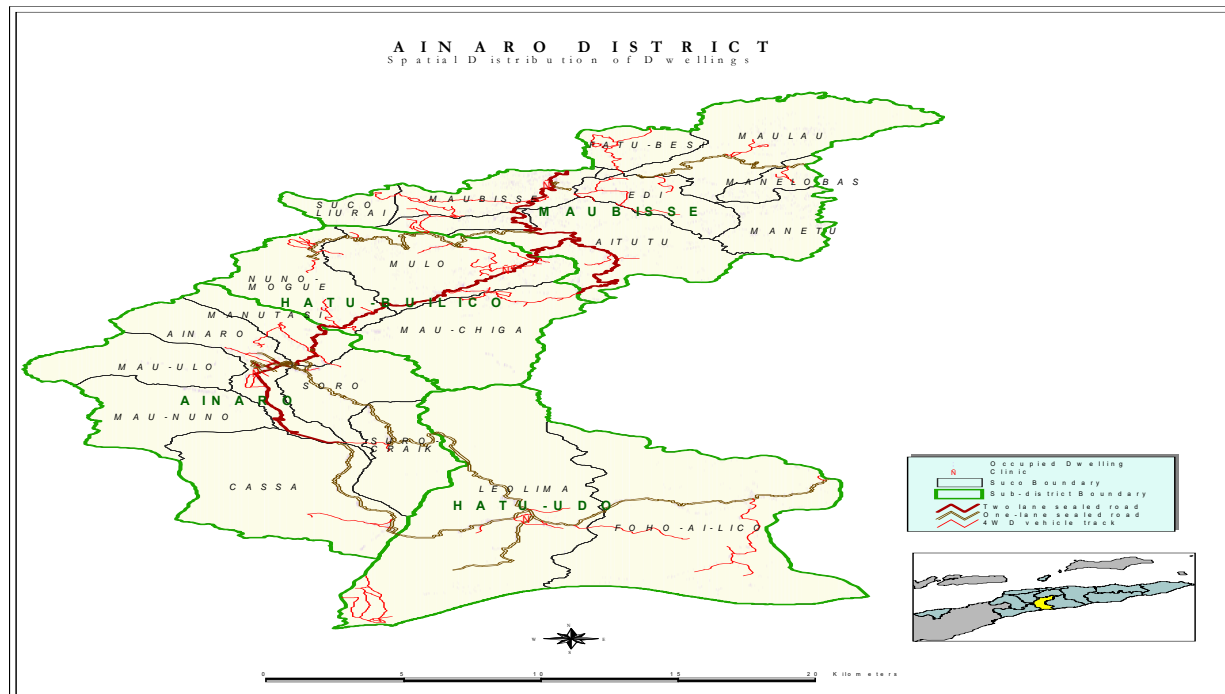 AINARO DISTRICT
Spatial Distribution of Dwellings
MAULAU
HATU-BESI
MANELOBAS
EDI
MAUBISSE
SUCO LIURAI
MAUBISSE
MANETU
AITUTU
MULO
NUNO-MOGUE
HATU-BUILICO
MANUTASI
MAU-CHIGA
AINARO
MAU-ULO
SORO
AINARO
MAU-NUNO
SURO-CRAIK
CASSA
LEOLIMA
HATU-UDO
FOHO-AI-LICO
Occupied Dwelling
Ñ Clinic
Suco Boundary
Sub-district Boundary
Two lane sealed road
One-lane sealed road
4WD vehicle track
N
W E
S
0 5 10 15 20 Kilometers